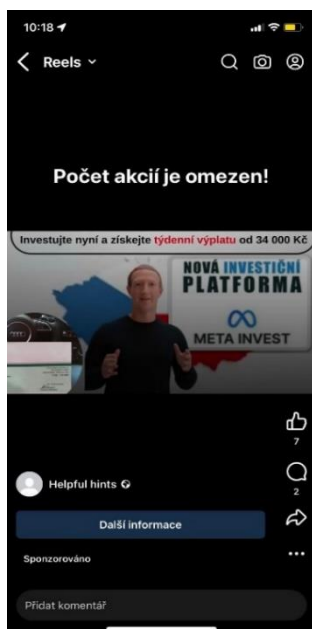 10:18
Reels
Počet akcií je omezen!
Investujte nyní a získejte týdenní výplatu od 34 000 Kč
NOVÁ INVESTIČNÍ
PLATFORMA
META INVEST
7
Helpful hints
2
Další informace
Sponzorováno
Přidat komentář